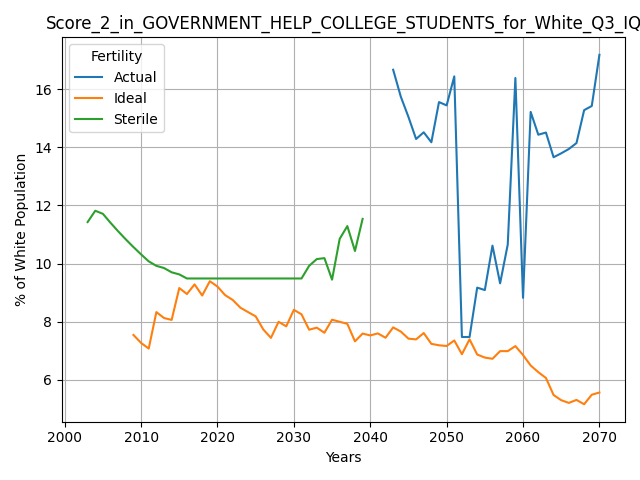 Score_2_in_GOVERNMENT_HELP_COLLEGE_STUDENTS_for_White_Q3_IQ
Fertility
Actual
Ideal
Sterile
% of White Population
16
14
12
10
8
6
2000 2010 2020 2030 2040 2050 2060 2070
Years